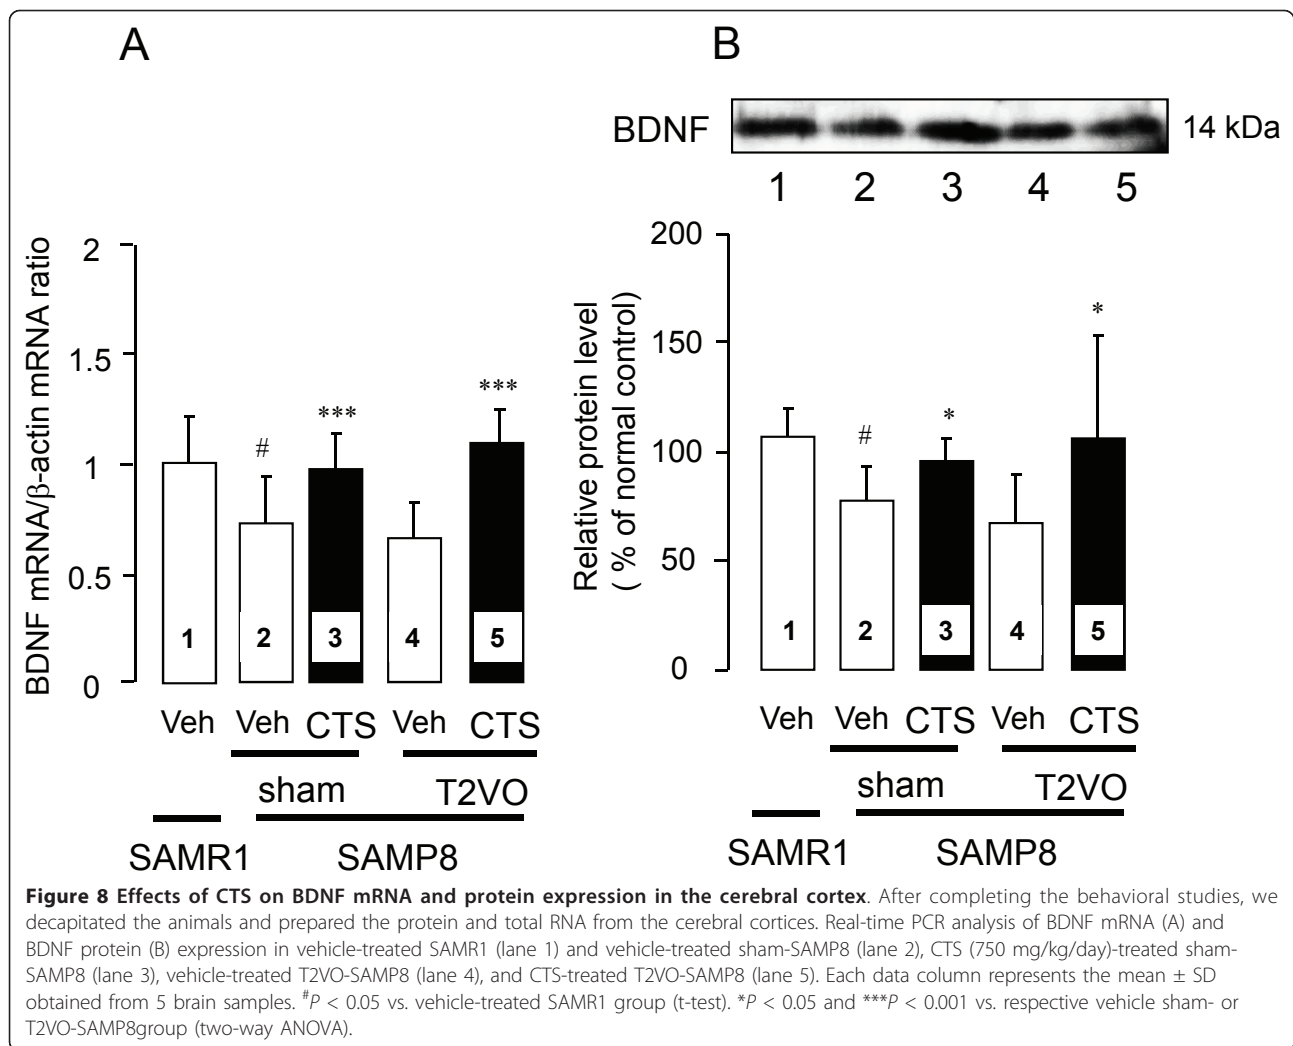 A
B
BDNF
14 kDa
1 2 3 4 5
BDNF mRNA/β-actin mRNA ratio
2
1.5
1
0.5
0
#
***
***
1 2 3 4 5
Veh Veh CTS Veh CTS
sham T2VO
SAMR1 SAMP8
Relative protein level
( % of normal control)
200
150
100
50
0
#
*
*
1 2 3 4 5
Veh Veh CTS Veh CTS
sham T2VO
SAMR1 SAMP8
Figure 8 Effects of CTS on BDNF mRNA and protein expression in the cerebral cortex. After completing the behavioral studies, we
decapitated the animals and prepared the protein and total RNA from the cerebral cortices. Real-time PCR analysis of BDNF mRNA (A) and
BDNF protein (B) expression in vehicle-treated SAMR1 (lane 1) and vehicle-treated sham-SAMP8 (lane 2), CTS (750 mg/kg/day)-treated sham-
SAMP8 (lane 3), vehicle-treated T2VO-SAMP8 (lane 4), and CTS-treated T2VO-SAMP8 (lane 5). Each data column represents the mean ± SD
obtained from 5 brain samples. #P < 0.05 vs. vehicle-treated SAMR1 group (t-test). *P < 0.05 and ***P < 0.001 vs. respective vehicle sham- or
T2VO-SAMP8group (two-way ANOVA).